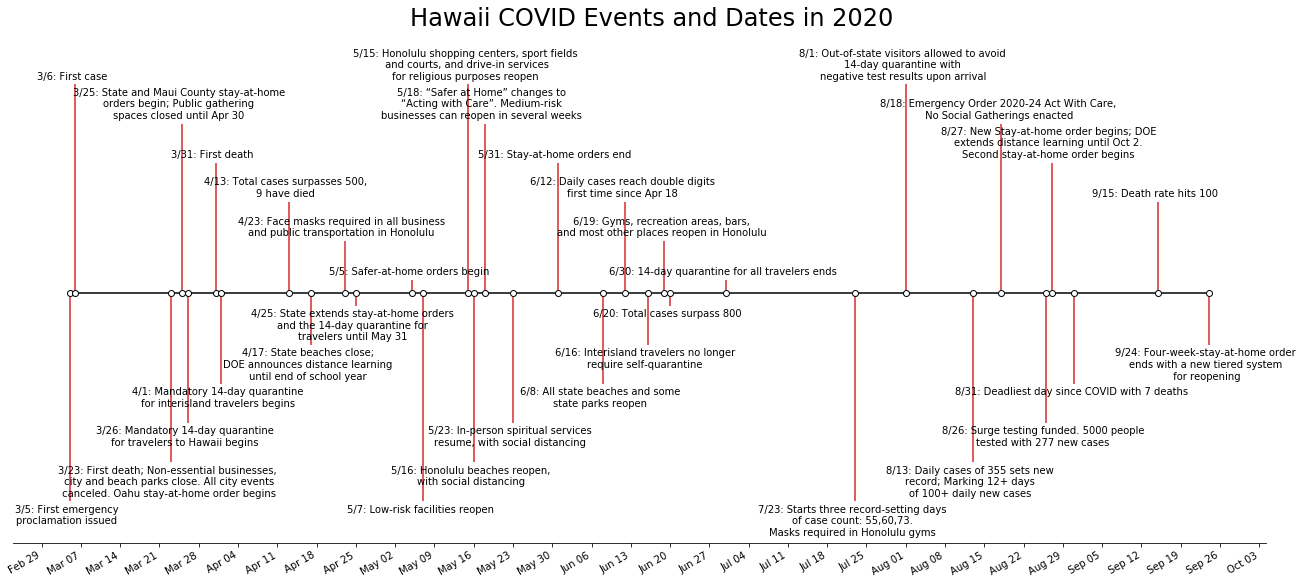 Hawaii COVID Events and Dates in 2020
5/15: Honolulu shopping centers, sport fields
and courts, and drive-in services
for religious purposes reopen
8/1: Out-of-state visitors allowed to avoid
14-day quarantine with
negative test results upon arrival
3/6: First case
3/25: State and Maui County stay-at-home
orders begin; Public gathering
spaces closed until Apr 30
5/18: “Safer at Home” changes to
“Acting with Care”. Medium-risk
businesses can reopen in several weeks
8/18: Emergency Order 2020-24 Act With Care,
No Social Gatherings enacted
8/27: New Stay-at-home order begins; DOE
extends distance learning until Oct 2.
Second stay-at-home order begins
3/31: First death
5/31: Stay-at-home orders end
4/13: Total cases surpasses 500,
9 have died
6/12: Daily cases reach double digits
first time since Apr 18
9/15: Death rate hits 100
4/23: Face masks required in all business
and public transportation in Honolulu
6/19: Gyms, recreation areas, bars,
and most other places reopen in Honolulu
5/5: Safer-at-home orders begin
6/30: 14-day quarantine for all travelers ends
4/25: State extends stay-at-home orders
and the 14-day quarantine for
travelers until May 31
6/20: Total cases surpass 800
4/17: State beaches close;
DOE announces distance learning
until end of school year
6/16: Interisland travelers no longer
require self-quarantine
9/24: Four-week-stay-at-home order
ends with a new tiered system
for reopening
4/1: Mandatory 14-day quarantine
for interisland travelers begins
6/8: All state beaches and some
state parks reopen
8/31: Deadliest day since COVID with 7 deaths
3/26: Mandatory 14-day quarantine
for travelers to Hawaii begins
5/23: In-person spiritual services
resume, with social distancing
8/26: Surge testing funded. 5000 people
tested with 277 new cases
3/23: First death; Non-essential businesses,
city and beach parks close. All city events
canceled. Oahu stay-at-home order begins
5/16: Honolulu beaches reopen,
with social distancing
8/13: Daily cases of 355 sets new
record; Marking 12+ days
of 100+ daily new cases
3/5: First emergency
proclamation issued
5/7: Low-risk facilities reopen
7/23: Starts three record-setting days
of case count: 55,60,73.
Masks required in Honolulu gyms
Feb 29
Mar 07
Mar 14
Mar 21
Mar 28
Apr 04
Apr 11
Apr 18
Apr 25
May 02
May 09
May 16
May 23
May 30
Jun 06
Jun 13
Jun 20
Jun 27
Jul 04
Jul 11
Jul 18
Jul 25
Aug 01
Aug 08
Aug 15
Aug 22
Aug 29
Sep 05
Sep 12
Sep 19
Sep 26
Oct 03